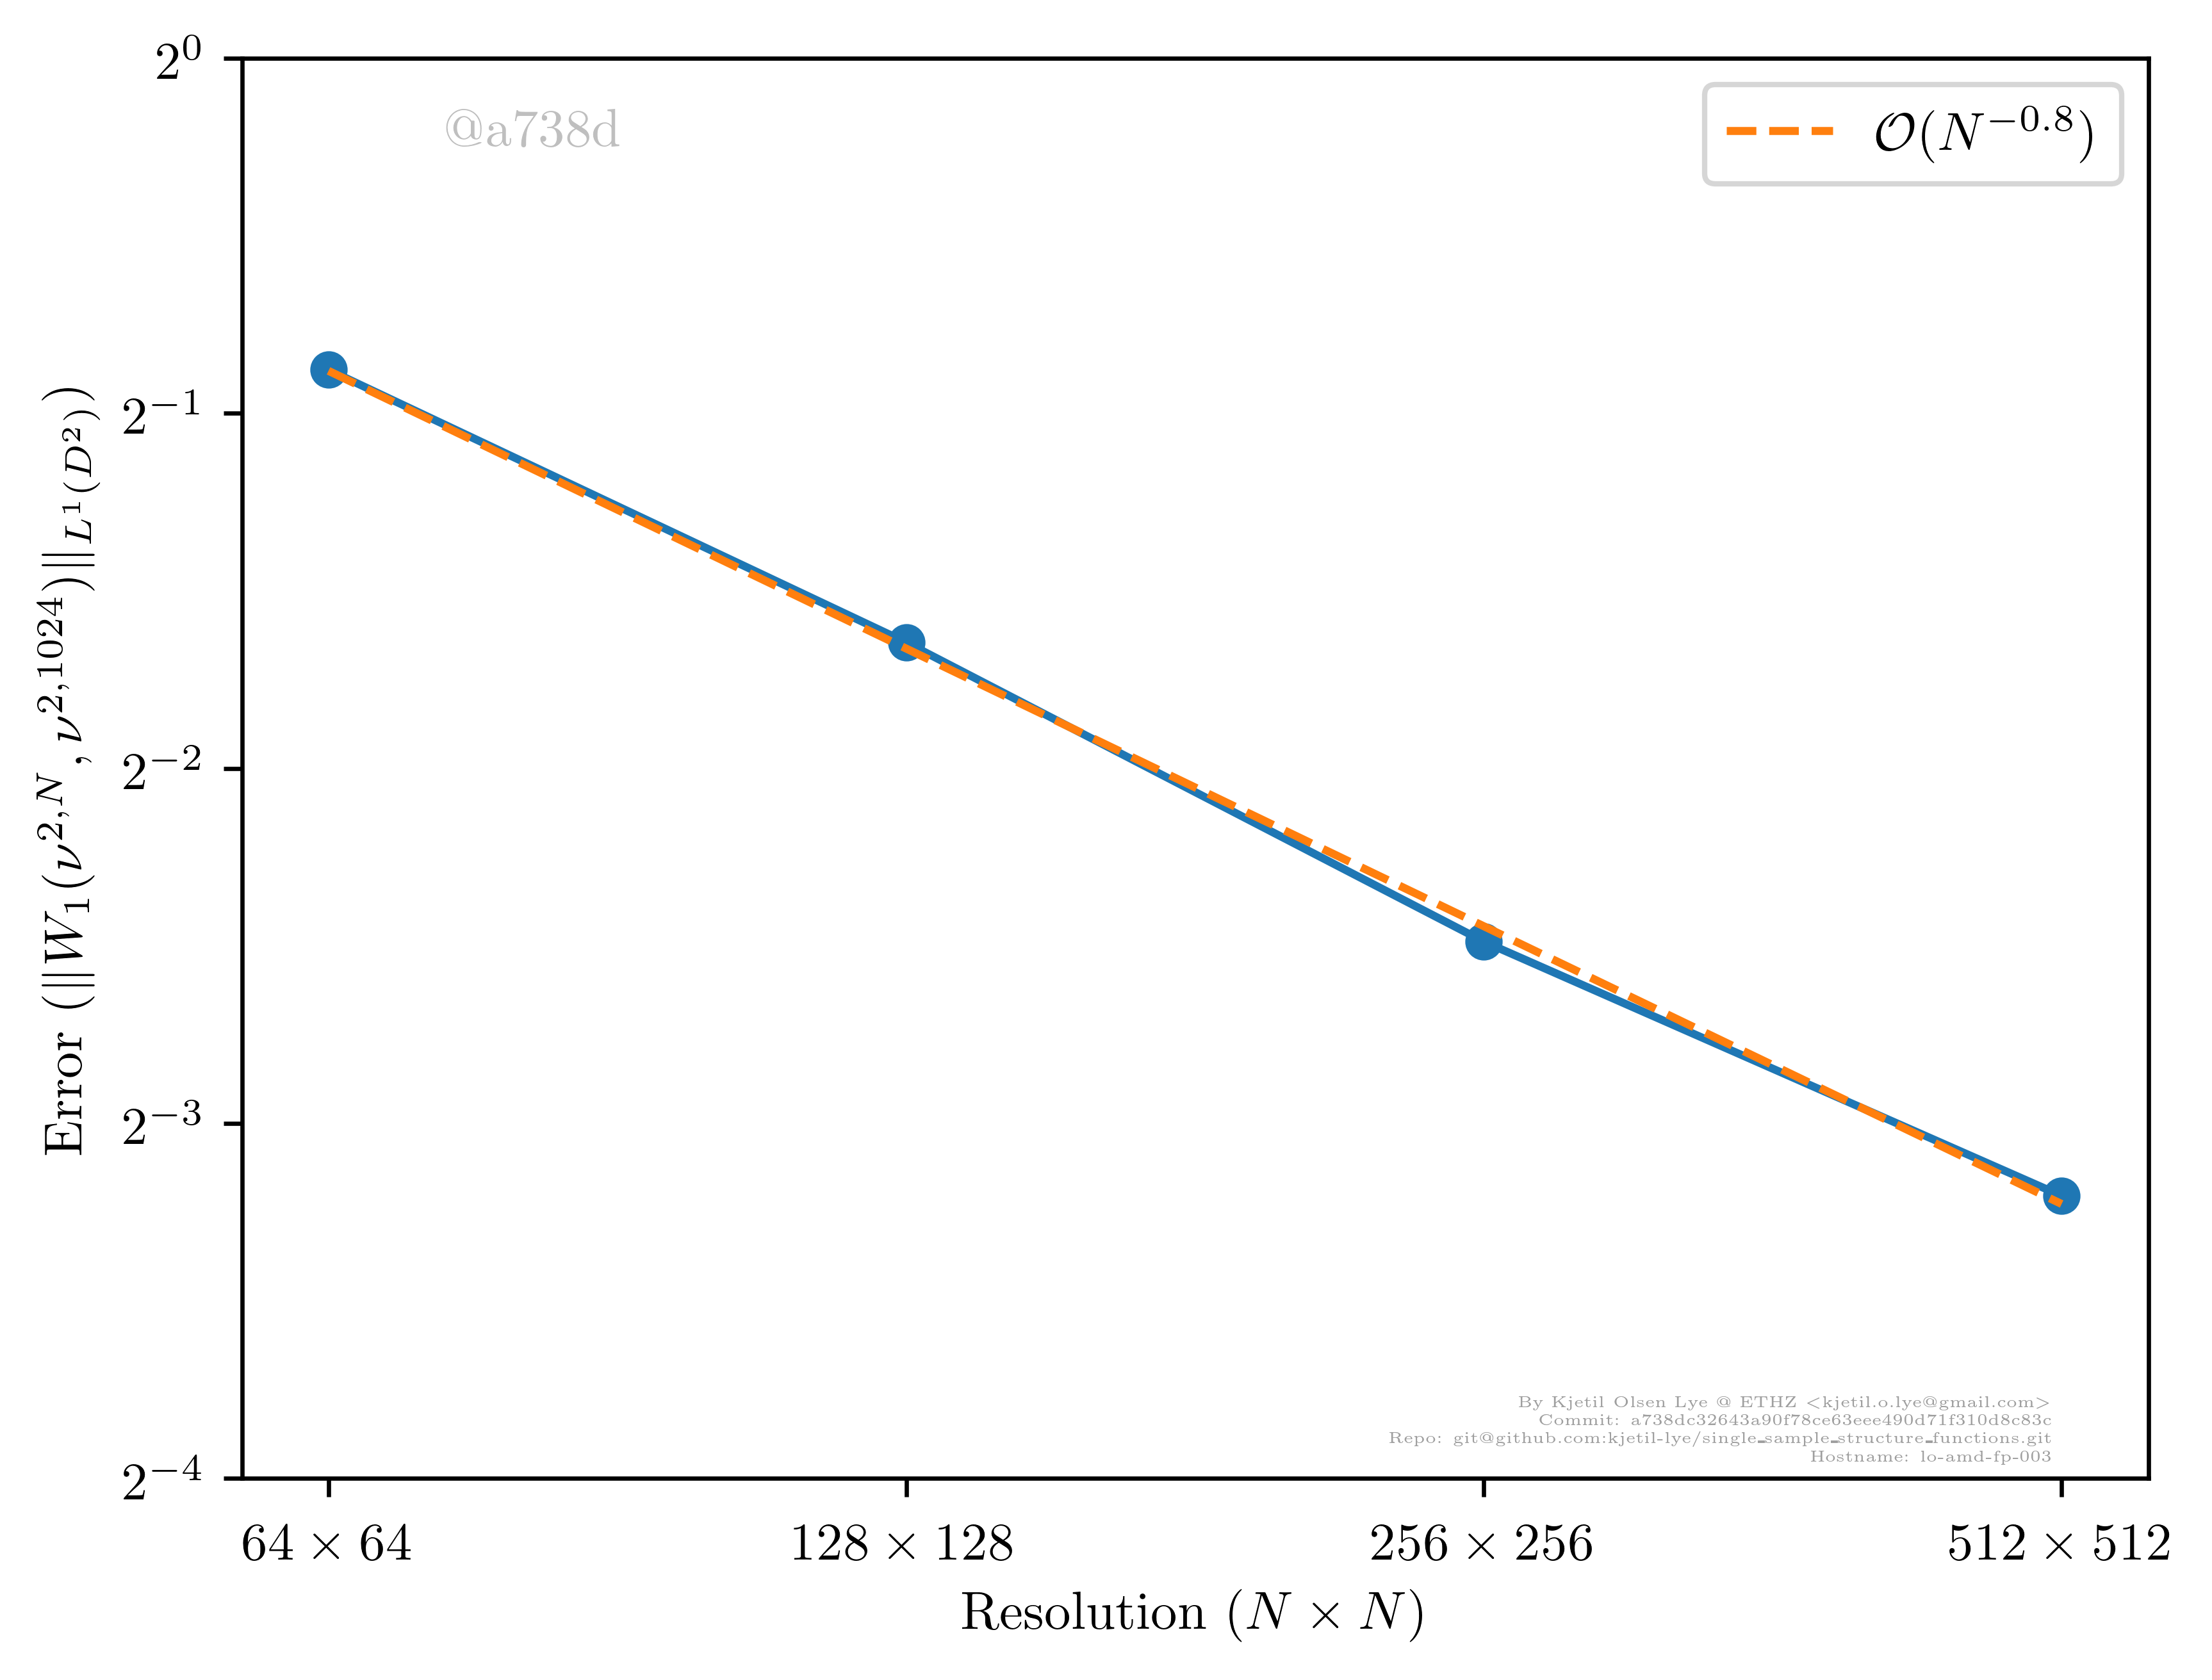 2^0
@a738d
O(N^{-0.8})
2^{-1}
2^{-2}
2^{-3}
2^{-4}
Error (||W_1(ν^{2,N}, ν^{2,1024})||_{L^1(D^2)})
By Kjetil Olsen Lye @ ETHZ <kjetil.o.lye@gmail.com>
Commit: a738dc32643a90f78ce63eee490d71f310d8c83c
Repo: git@github.com:kjetil-lye/single_sample_structure_functions.git
Hostname: lo-amd-fp-003
64 × 64
128 × 128
256 × 256
512 × 512
Resolution (N × N)